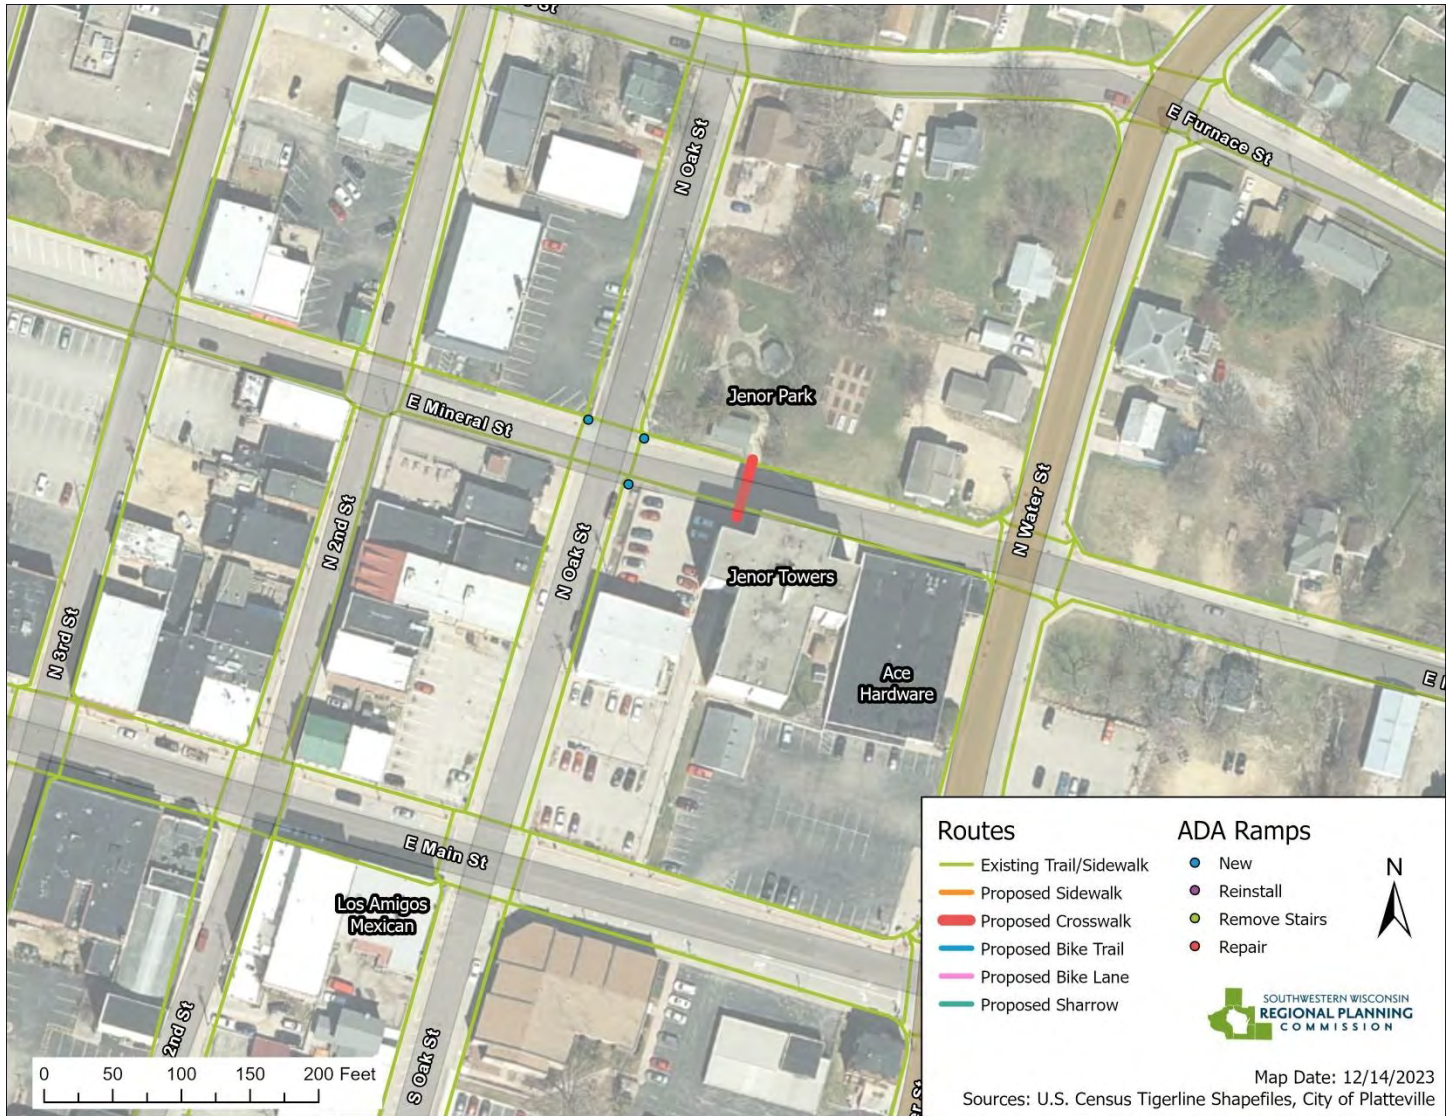 N Oak St
E Furnace St
Jenor Park
E Mineral St
N Water St
N 2nd St
N Oak St
Jenor Towers
N 3rd St
Ace
Hardware
E Main St
Los Amigos
Mexican
2nd St
S Oak St
Routes
Existing Trail/Sidewalk
Proposed Sidewalk
Proposed Crosswalk
Proposed Bike Trail
Proposed Bike Lane
Proposed Sharrow
ADA Ramps
New
Reinstall
Remove Stairs
Repair
N
SOUTHWESTERN WISCONSIN
REGIONAL PLANNING
COMMISSION
0 50 100 150 200 Feet
Map Date: 12/14/2023
Sources: U.S. Census Tigerline Shapefiles, City of Platteville